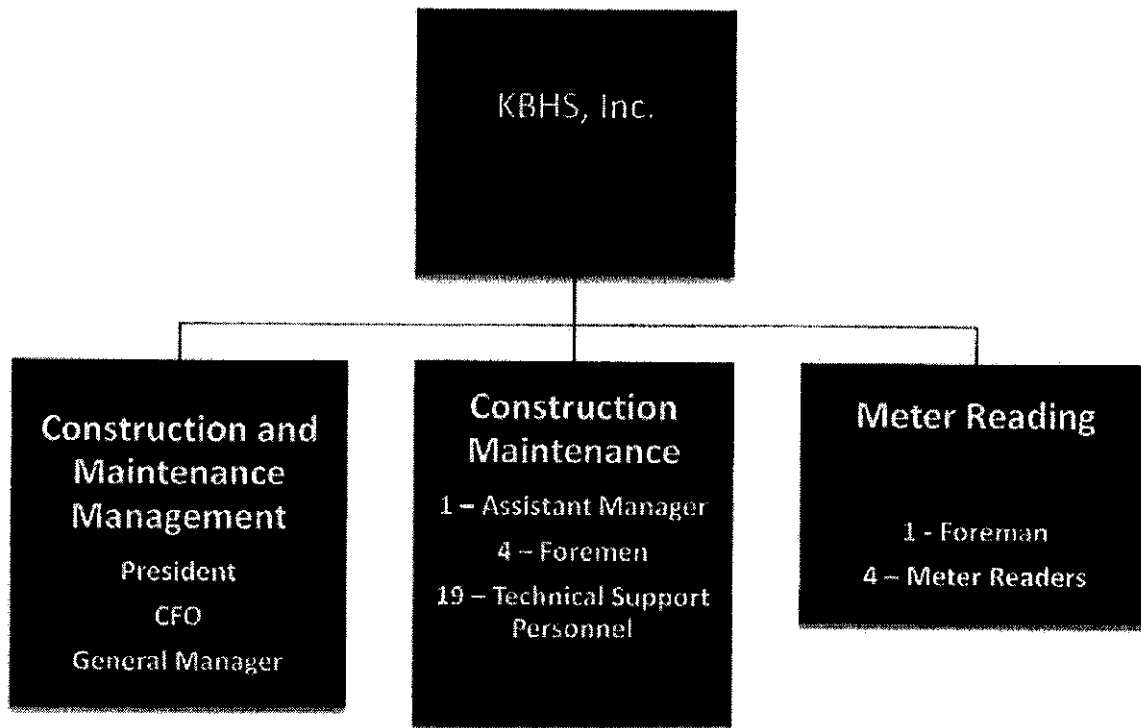 KBHS, Inc.
Construction and
Maintenance
Management
President
CFO
General Manager
Construction
Maintenance
1 – Assistant Manager
4 – Foremen
19 – Technical Support
Personnel
Meter Reading
1 - Foreman
4 – Meter Readers